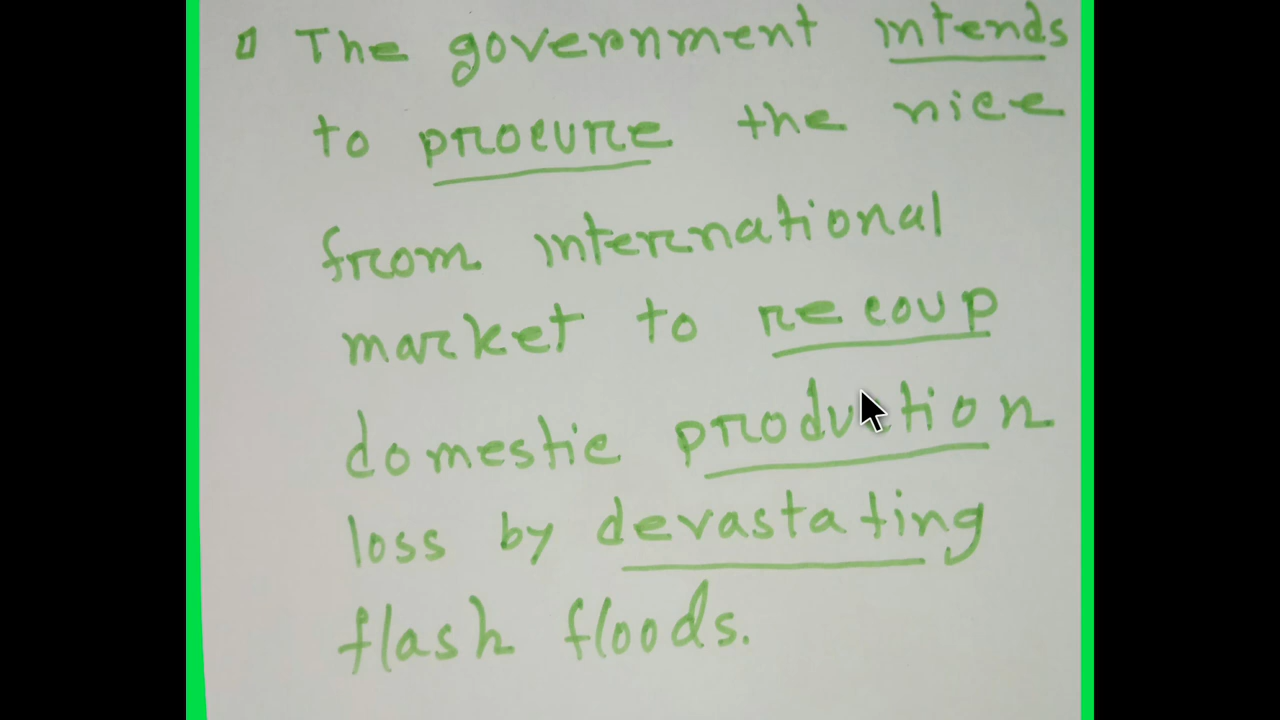 The government intends
to procure the rice
from international
market to recoup
domestic production
loss by devastating
flash floods.